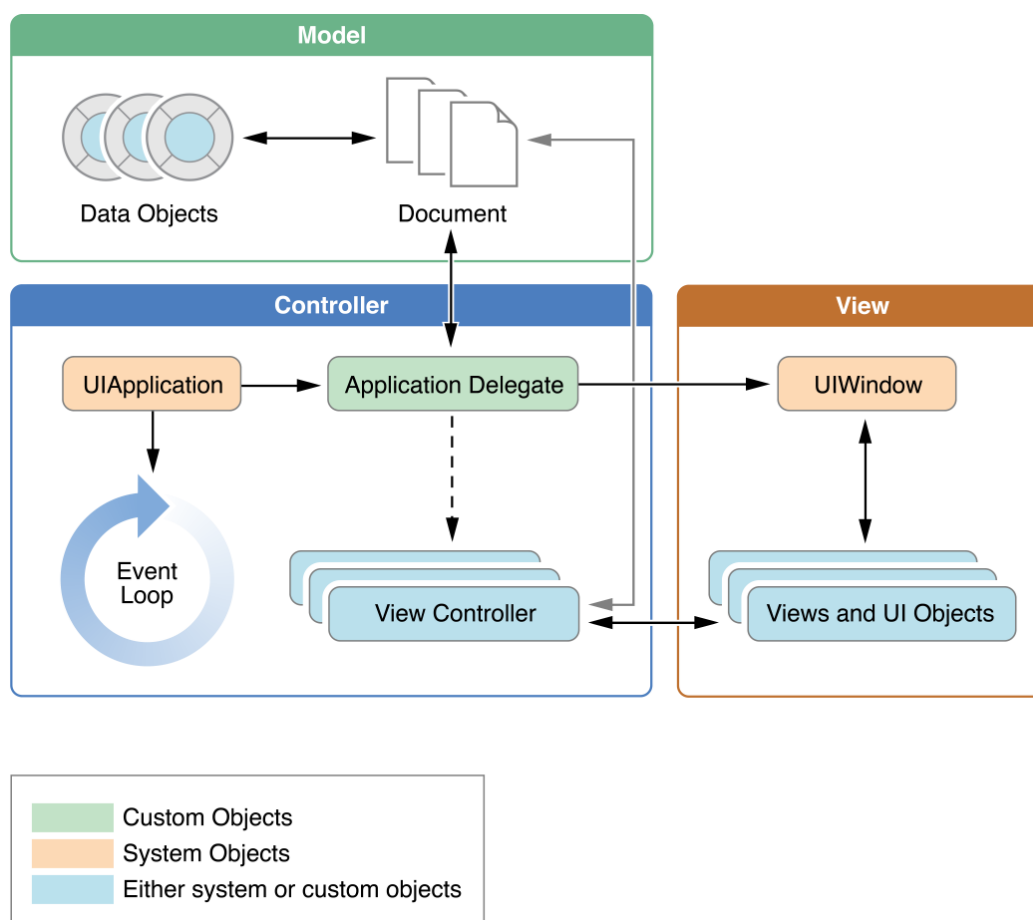 Model
Data Objects
Document
Controller
View
UIApplication
Application Delegate
UIWindow
Event
Loop
View Controller
Views and UI Objects
Custom Objects
System Objects
Either system or custom objects